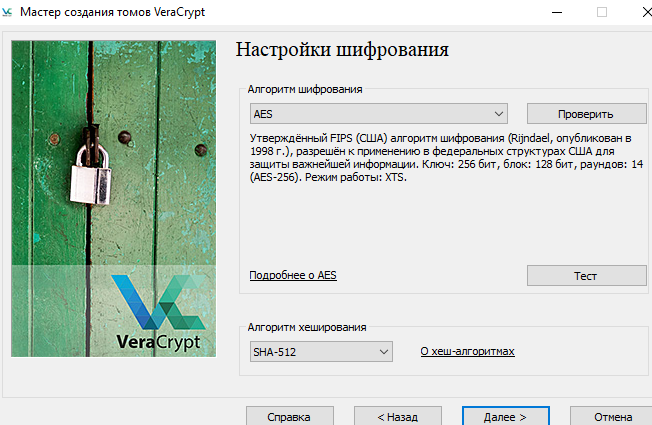 Мастер создания томов VeraCrypt
Настройки шифрования
Алгоритм шифрования
AES
Проверить
Утверждённый FIPS (США) алгоритм шифрования (Rijndael, опубликован в
1998 г.), разрешён к применению в федеральных структурах США для
защиты важнейшей информации. Ключ: 256 бит, блок: 128 бит, раундов: 14
(AES-256). Режим работы: XTS.
Подробнее о AES
Тест
VeraCrypt
Алгоритм хеширования
SHA-512
О хеш-алгоритмах
Справка
< Назад
Далее >
Отмена